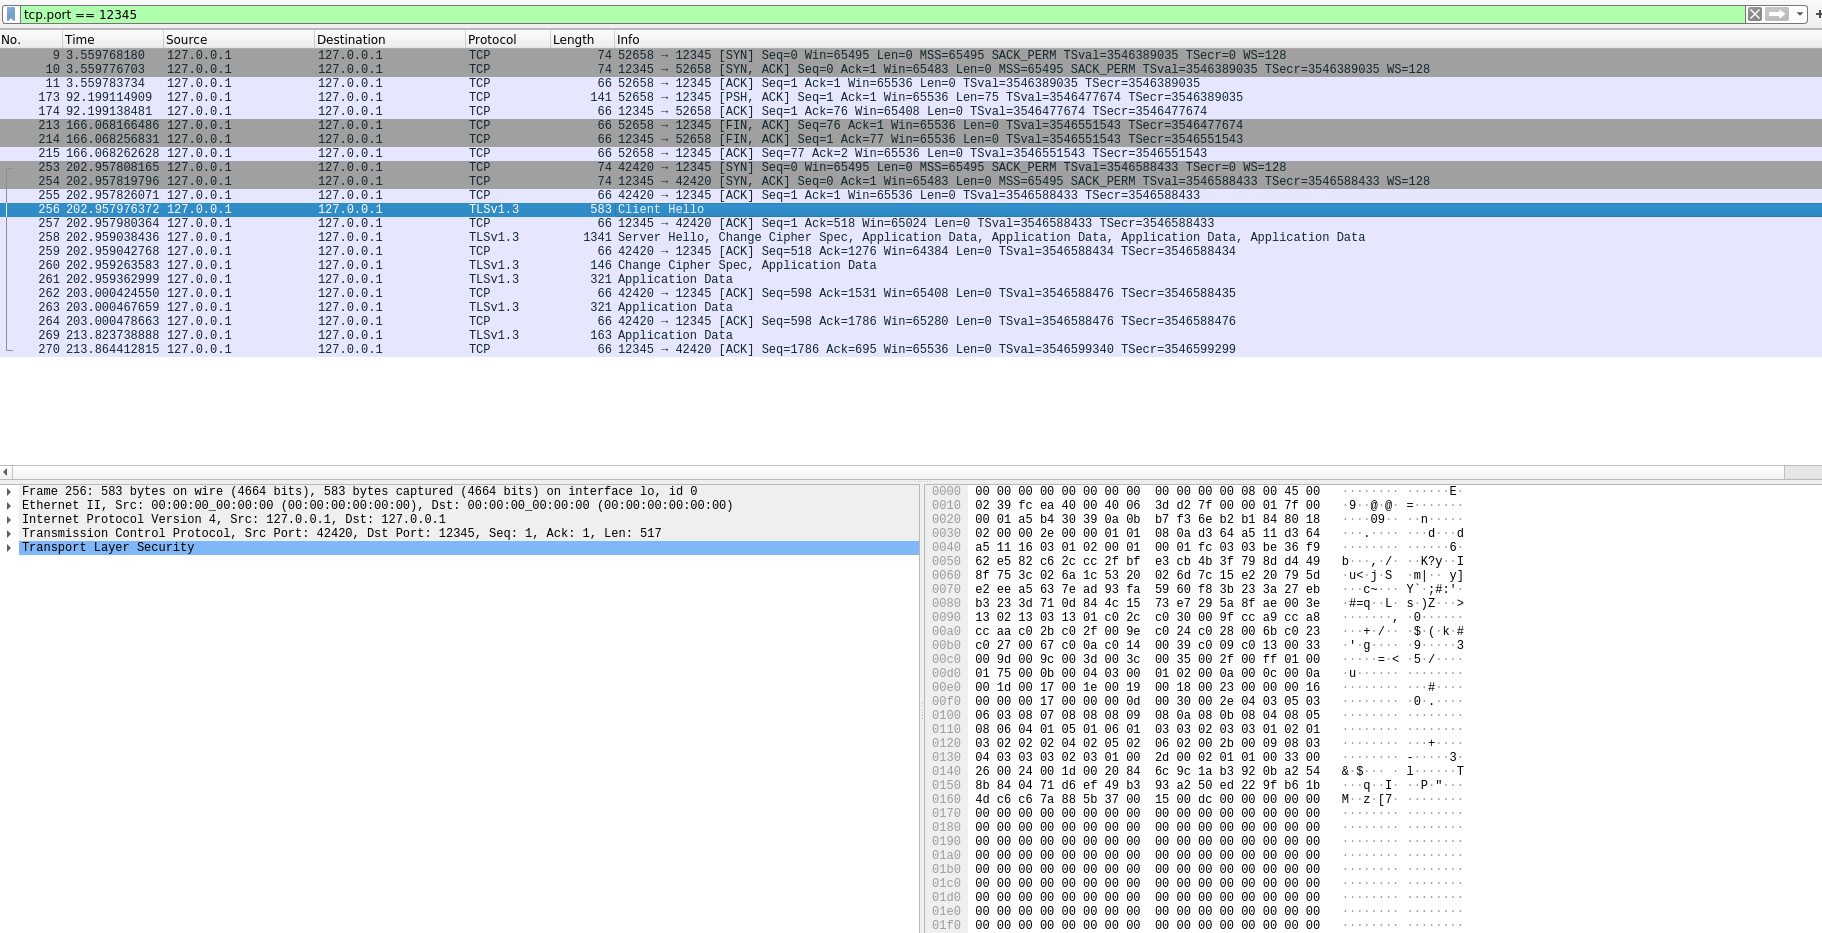 tcp.port == 12345
No. Time Source Destination Protocol Length Info
9 3.559768180 127.0.0.1 127.0.0.1 TCP 74 52658 → 12345 [SYN] Seq=0 Win=65495 Len=0 MSS=65495 SACK_PERM TSval=3546389035 TSecr=0 WS=128
10 3.559776703 127.0.0.1 127.0.0.1 TCP 74 12345 → 52658 [SYN, ACK] Seq=0 Ack=1 Win=65483 Len=0 MSS=65495 SACK_PERM TSval=3546389035 TSecr=3546389035 WS=128
11 3.559783734 127.0.0.1 127.0.0.1 TCP 66 52658 → 12345 [ACK] Seq=1 Ack=1 Win=65536 Len=0 TSval=3546389035 TSecr=3546389035
173 92.199114909 127.0.0.1 127.0.0.1 TCP 141 52658 → 12345 [PSH, ACK] Seq=1 Ack=1 Win=65536 Len=75 TSval=3546477674 TSecr=3546389035
174 92.199138481 127.0.0.1 127.0.0.1 TCP 66 12345 → 52658 [ACK] Seq=1 Ack=76 Win=65408 Len=0 TSval=3546477674 TSecr=3546477674
213 166.068166486 127.0.0.1 127.0.0.1 TCP 66 52658 → 12345 [FIN, ACK] Seq=76 Ack=1 Win=65536 Len=0 TSval=3546551543 TSecr=3546477674
214 166.068256831 127.0.0.1 127.0.0.1 TCP 66 12345 → 52658 [FIN, ACK] Seq=1 Ack=77 Win=65536 Len=0 TSval=3546551543 TSecr=3546551543
215 166.068262628 127.0.0.1 127.0.0.1 TCP 66 52658 → 12345 [ACK] Seq=77 Ack=2 Win=65536 Len=0 TSval=3546551543 TSecr=3546551543
253 202.957808165 127.0.0.1 127.0.0.1 TCP 74 42420 → 12345 [SYN] Seq=0 Win=65495 Len=0 MSS=65495 SACK_PERM TSval=3546588433 TSecr=0 WS=128
254 202.957819796 127.0.0.1 127.0.0.1 TCP 74 12345 → 42420 [SYN, ACK] Seq=0 Ack=1 Win=65483 Len=0 MSS=65495 SACK_PERM TSval=3546588433 TSecr=3546588433 WS=128
255 202.957826071 127.0.0.1 127.0.0.1 TCP 66 42420 → 12345 [ACK] Seq=1 Ack=1 Win=65536 Len=0 TSval=3546588433 TSecr=3546588433
256 202.957976372 127.0.0.1 127.0.0.1 TLSv1.3 583 Client Hello
257 202.957980364 127.0.0.1 127.0.0.1 TCP 66 12345 → 42420 [ACK] Seq=1 Ack=518 Win=65024 Len=0 TSval=3546588433 TSecr=3546588433
258 202.959038436 127.0.0.1 127.0.0.1 TLSv1.3 1341 Server Hello, Change Cipher Spec, Application Data, Application Data, Application Data, Application Data
259 202.959042768 127.0.0.1 127.0.0.1 TCP 66 42420 → 12345 [ACK] Seq=518 Ack=1276 Win=64384 Len=0 TSval=3546588434 TSecr=3546588434
260 202.959263583 127.0.0.1 127.0.0.1 TLSv1.3 146 Change Cipher Spec, Application Data
261 202.959362999 127.0.0.1 127.0.0.1 TLSv1.3 321 Application Data
262 203.000424550 127.0.0.1 127.0.0.1 TCP 66 42420 → 12345 [ACK] Seq=598 Ack=1531 Win=65408 Len=0 TSval=3546588476 TSecr=3546588435
263 203.000467659 127.0.0.1 127.0.0.1 TLSv1.3 321 Application Data
264 203.000478663 127.0.0.1 127.0.0.1 TCP 66 42420 → 12345 [ACK] Seq=598 Ack=1786 Win=65280 Len=0 TSval=3546588476 TSecr=3546588476
269 213.823738888 127.0.0.1 127.0.0.1 TLSv1.3 163 Application Data
270 213.864412815 127.0.0.1 127.0.0.1 TCP 66 12345 → 42420 [ACK] Seq=1786 Ack=695 Win=65536 Len=0 TSval=3546599340 TSecr=3546599299
Frame 256: 583 bytes on wire (4664 bits), 583 bytes captured (4664 bits) on interface lo, id 0
Ethernet II, Src: 00:00:00_00:00:00 (00:00:00:00:00:00), Dst: 00:00:00_00:00:00 (00:00:00:00:00:00)
Internet Protocol Version 4, Src: 127.0.0.1, Dst: 127.0.0.1
Transmission Control Protocol, Src Port: 42420, Dst Port: 12345, Seq: 1, Ack: 1, Len: 517
Transport Layer Security
0000 00 00 00 00 00 00 00 00 00 00 00 00 08 00 45 00 ········ ······E·
0010 02 39 fc ea 40 00 40 06 3d d2 7f 00 00 01 7f 00 ·9··@·@· =·······
0020 00 01 a5 b4 30 39 0a 0b b7 f3 6e b2 b1 84 80 18 ····09·· ··n·····
0030 02 00 00 2e 00 00 01 01 08 0a d3 64 a5 11 d3 64 ···.···· ···d···d
0040 a5 11 16 03 01 02 00 01 00 01 fc 03 03 be 36 f9 ········ ······6·
0050 62 e5 82 c6 2c cc 2f bf e3 cb 4b 3f 79 8d d4 49 b···,·/· ··K?y··I
0060 8f 75 3c 02 6a 1c 53 20 02 6d 7c 15 e2 20 79 5d ·u<·j·S ·m|·· y]
0070 e2 ee a5 63 7e ad 93 fa 59 60 f8 3b 23 3a 27 eb ···c~··· Y`·;#:'·
0080 b3 23 3d 71 0d 84 4c 15 73 e7 29 5a 8f ae 00 3e ·#=q··L· s·)Z···>
0090 13 02 13 03 13 01 c0 2c c0 30 00 9f cc a9 cc a8 ·······, ·0······
00a0 cc aa c0 2b c0 2f 00 9e c0 24 c0 28 00 6b c0 23 ···+·/·· ·$·(·k·#
00b0 c0 27 00 67 c0 0a c0 14 00 39 c0 09 c0 13 00 33 ·'·g···· ·9·····3
00c0 00 9d 00 9c 00 3d 00 3c 00 35 00 2f 00 ff 01 00 ·····=·< ·5·/····
00d0 01 75 00 0b 00 04 03 00 01 02 00 0a 00 0c 00 0a ·u······ ········
00e0 00 1d 00 17 00 1e 00 19 00 18 00 23 00 00 00 16 ········ ···#····
00f0 00 00 00 17 00 00 00 0d 00 30 00 2e 04 03 05 03 ········ ·0·.····
0100 06 03 08 07 08 08 08 09 08 0a 08 0b 08 04 08 05 ········ ········
0110 08 06 04 01 05 01 06 01 03 03 02 03 03 01 02 01 ········ ········
0120 03 02 02 02 04 02 05 02 06 02 00 2b 00 09 08 03 ········ ···+····
0130 04 03 03 03 02 03 01 00 2d 00 02 01 01 00 33 00 ········ -·····3·
0140 26 00 24 00 1d 00 20 84 6c 9c 1a b3 92 0b a2 54 &·$··· · l······T
0150 8b 84 04 71 d6 ef 49 b3 93 a2 50 ed 22 9f b6 1b ···q··I· ··P·"···
0160 4d c6 c6 7a 88 5b 37 00 15 00 dc 00 00 00 00 00 M··z·[7· ········
0170 00 00 00 00 00 00 00 00 00 00 00 00 00 00 00 00 ········ ········
0180 00 00 00 00 00 00 00 00 00 00 00 00 00 00 00 00 ········ ········
0190 00 00 00 00 00 00 00 00 00 00 00 00 00 00 00 00 ········ ········
01a0 00 00 00 00 00 00 00 00 00 00 00 00 00 00 00 00 ········ ········
01b0 00 00 00 00 00 00 00 00 00 00 00 00 00 00 00 00 ········ ········
01c0 00 00 00 00 00 00 00 00 00 00 00 00 00 00 00 00 ········ ········
01d0 00 00 00 00 00 00 00 00 00 00 00 00 00 00 00 00 ········ ········
01e0 00 00 00 00 00 00 00 00 00 00 00 00 00 00 00 00 ········ ········
01f0 00 00 00 00 00 00 00 00 00 00 00 00 00 00 00 00 ········ ········